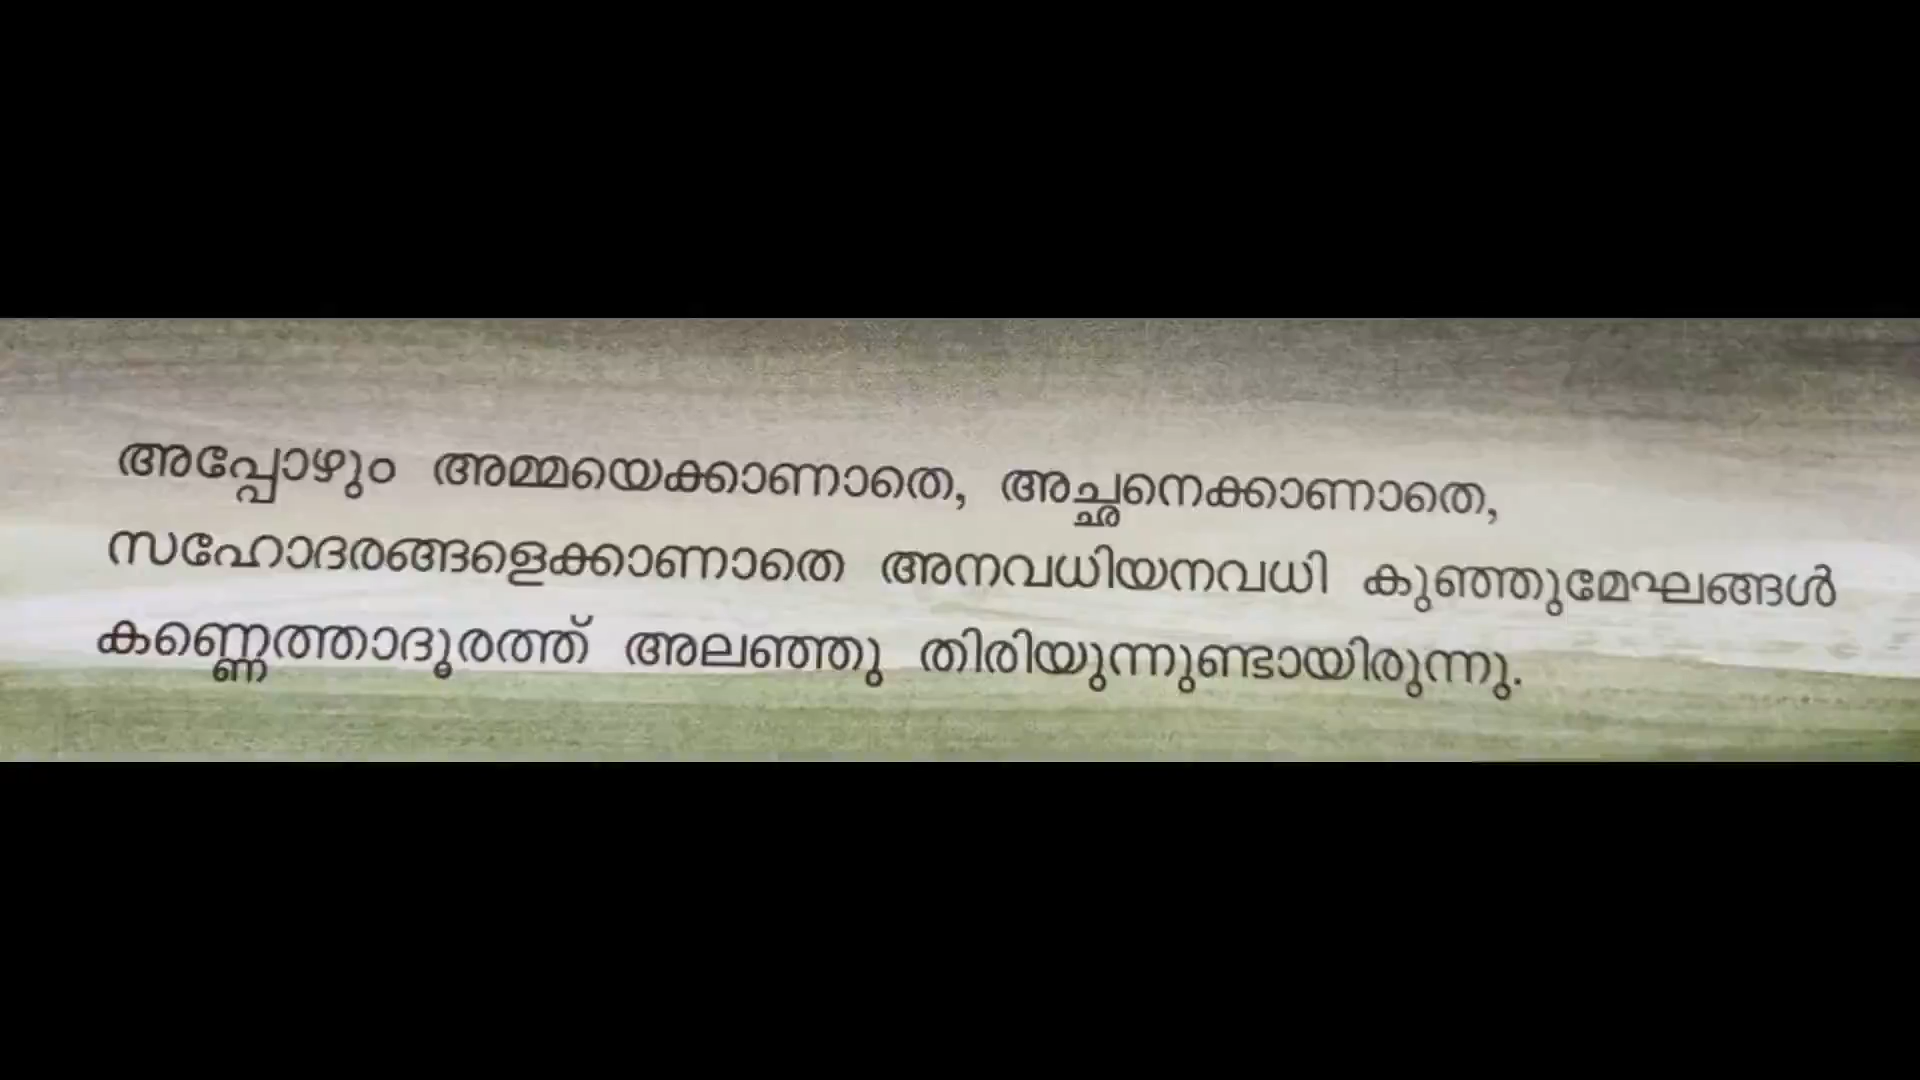 അപ്പോഴും അമ്മയെക്കാണാതെ, അച്ഛനെക്കാണാതെ,
സഹോദരങ്ങളെക്കാണാതെ അനവധിയനവധി കുഞ്ഞുമേഘങ്ങൾ
കണ്ണെത്താദൂരത്ത് അലഞ്ഞു തിരിയുന്നുണ്ടായിരുന്നു.